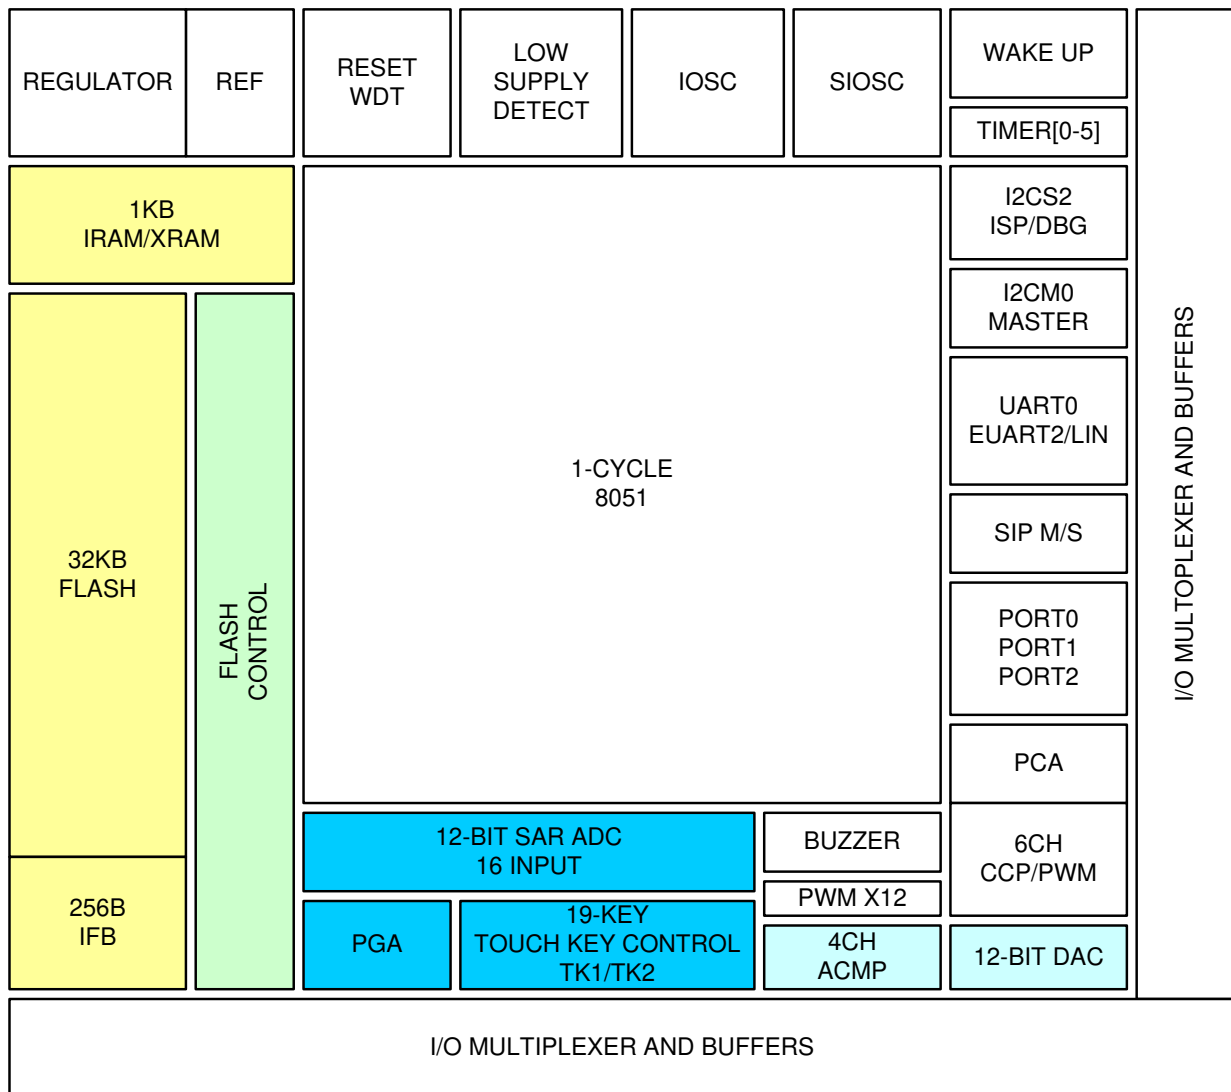 REGULATOR
REF
RESET
WDT
LOW
SUPPLY
DETECT
IOSC
SIOSC
WAKE UP
TIMER[0-5]
1KB
IRAM/XRAM
I2CS2
ISP/DBG
I2CM0
MASTER
UART0
EUART2/LIN
1-CYCLE
8051
SIP M/S
32KB
FLASH
FLASH
CONTROL
PORT0
PORT1
PORT2
PCA
I/O MULTOPLEXER AND BUFFERS
12-BIT SAR ADC
16 INPUT
BUZZER
6CH
CCP/PWM
256B
IFB
PGA
19-KEY
TOUCH KEY CONTROL
TK1/TK2
PWM X12
4CH
ACMP
12-BIT DAC
I/O MULTIPLEXER AND BUFFERS